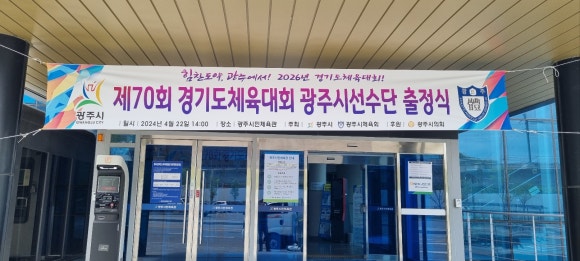 힘찬도약, 광주에서! 2026년 경기도체육대회!
제70회 경기도체육대회 광주시선수단 출정식
광주시
GWANGJU CITY
일시 : 2024년 4월 22일 14:00 | 장소 : 광주시민체육관 | 주최 : 광주시 광주시체육회 | 후원 : 광주시의회